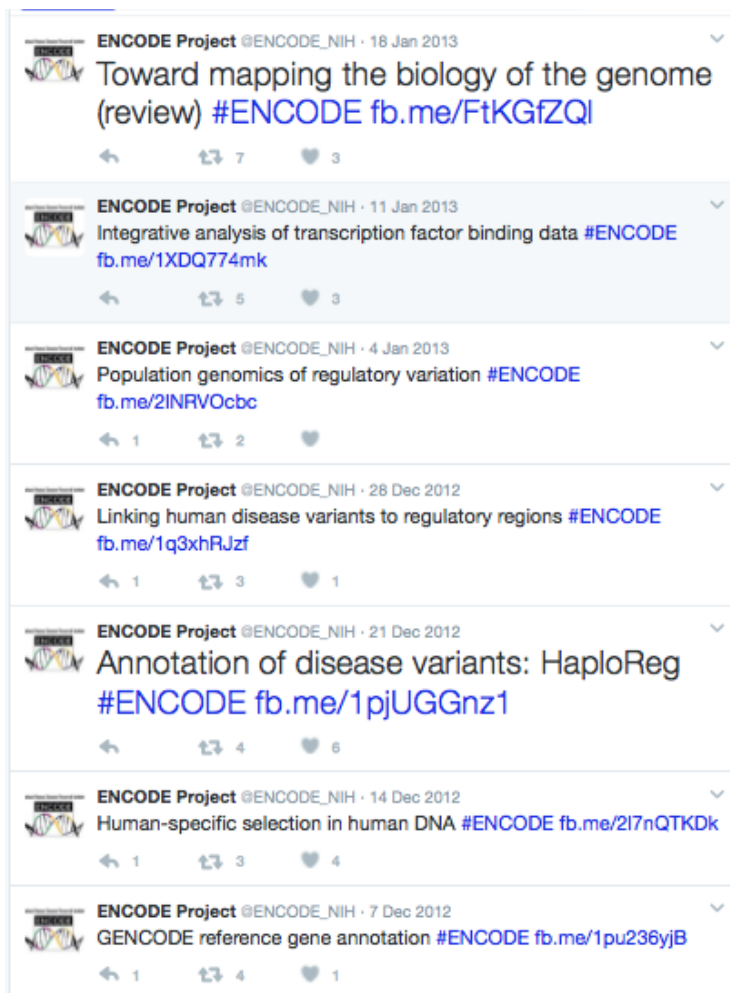 ENCODE Project @ENCODE_NIH · 18 Jan 2013
Toward mapping the biology of the genome
(review) #ENCODE fb.me/FtKGfZQl
7 3
ENCODE Project @ENCODE_NIH · 11 Jan 2013
Integrative analysis of transcription factor binding data #ENCODE
fb.me/1XDQ774mk
5 3
ENCODE Project @ENCODE_NIH · 4 Jan 2013
Population genomics of regulatory variation #ENCODE
fb.me/2INRVOcbc
1 2
ENCODE Project @ENCODE_NIH · 28 Dec 2012
Linking human disease variants to regulatory regions #ENCODE
fb.me/1q3xhRJzf
1 3 1
ENCODE Project @ENCODE_NIH · 21 Dec 2012
Annotation of disease variants: HaploReg
#ENCODE fb.me/1pjUGGnz1
4 6
ENCODE Project @ENCODE_NIH · 14 Dec 2012
Human-specific selection in human DNA #ENCODE fb.me/2l7nQTKDk
1 3 4
ENCODE Project @ENCODE_NIH · 7 Dec 2012
GENCODE reference gene annotation #ENCODE fb.me/1pu236yjB
1 4 1